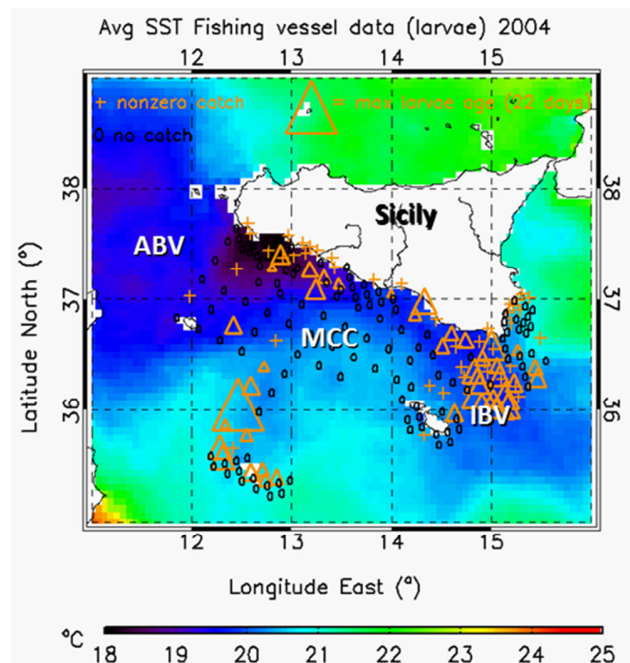 Avg SST Fishing vessel data (larvae) 2004
12 13 14 15
+ nonzero catch = max larvae age (22 days)
0 no catch
38 38
Sicily
ABV
37 37
MCC
36 36
IBV
Latitude North (°)
12 13 14 15
Longitude East (°)
°C
18 19 20 21 22 23 24 25